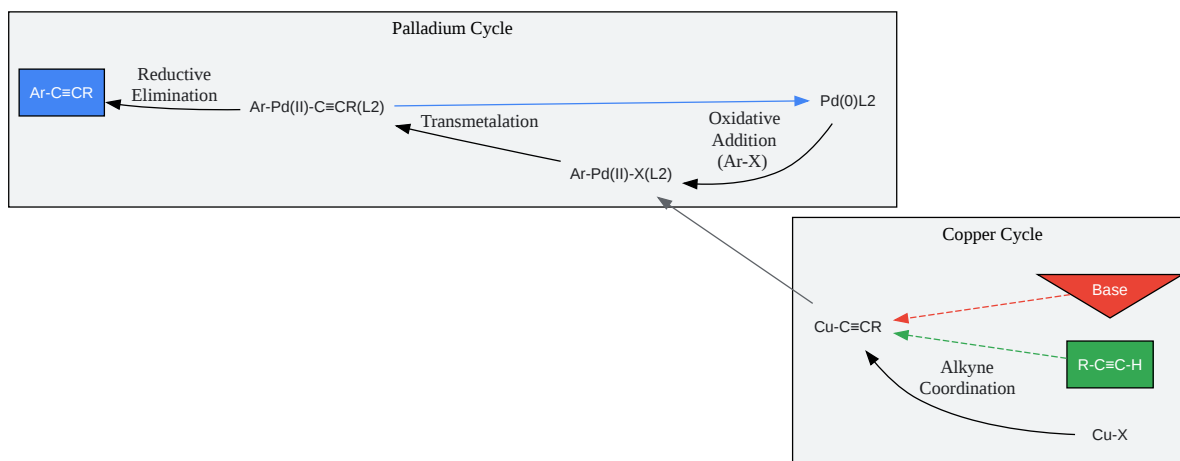 Palladium Cycle
Ar-C≡CR
Reductive
Elimination
Ar-Pd(II)-C≡CR(L2)
Transmetalation
Pd(0)L2
Oxidative
Addition
(Ar-X)
Ar-Pd(II)-X(L2)
Copper Cycle
Base
Cu-C≡CR
R-C≡C-H
Alkyne
Coordination
Cu-X